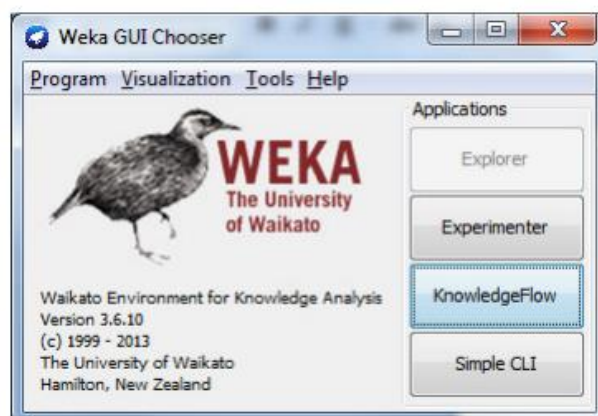 Weka GUI Chooser
Program Visualization Tools Help
WEKA
The University
of Waikato
Waikato Environment for Knowledge Analysis
Version 3.6.10
(c) 1999 - 2013
The University of Waikato
Hamilton, New Zealand
Applications
Explorer
Experimenter
KnowledgeFlow
Simple CLI